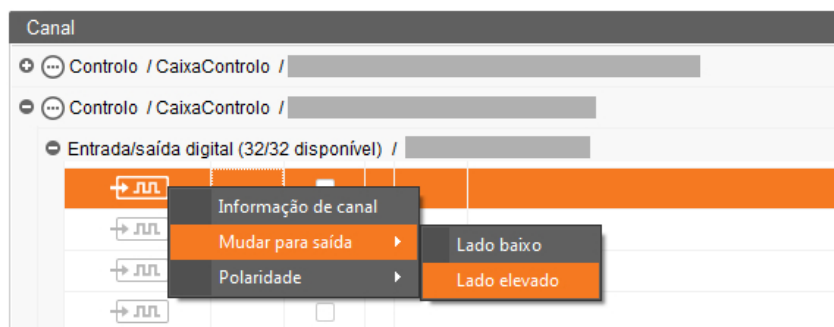 Canal
Controlo / CaixaControlo /
Controlo / CaixaControlo /
Entrada/saída digital (32/32 disponível) /
Informação de canal
Mudar para saída
Lado baixo
Polaridade
Lado elevado